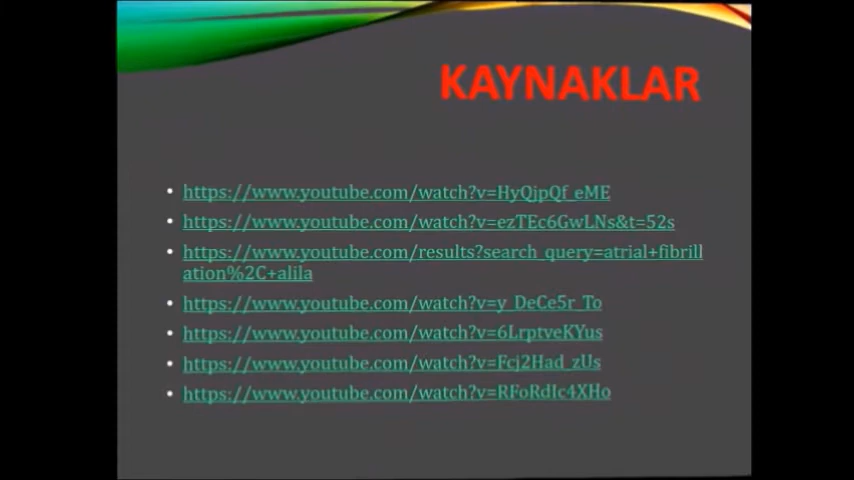 KAYNAKLAR
https://www.youtube.com/watch?v=HyQjpQf_eME
https://www.youtube.com/watch?v=ezTEc6GwLNs&t=52s
https://www.youtube.com/results?search_query=atrial+fibrill
ation%2C+alila
https://www.youtube.com/watch?v=y_DeCe5r_To
https://www.youtube.com/watch?v=6LrptveKYus
https://www.youtube.com/watch?v=Fcj2Had_zUs
https://www.youtube.com/watch?v=RFoRdIc4XHo